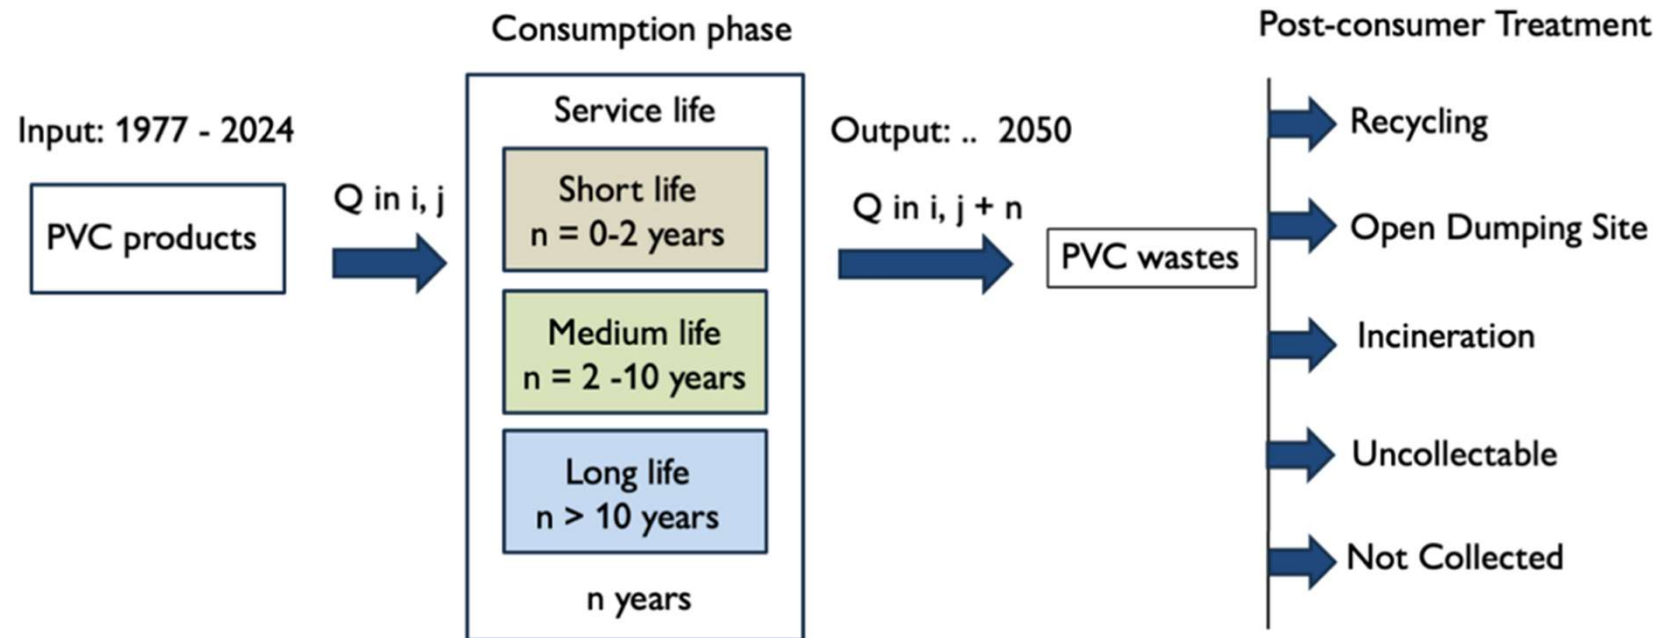 Consumption phase
Post-consumer Treatment
Input: 1977 - 2024
PVC products
Q in i, j
Service life
Short life
n = 0-2 years
Medium life
n = 2 -10 years
Long life
n > 10 years
n years
Output: .. 2050
Q in i, j + n
PVC wastes
Recycling
Open Dumping Site
Incineration
Uncollectable
Not Collected